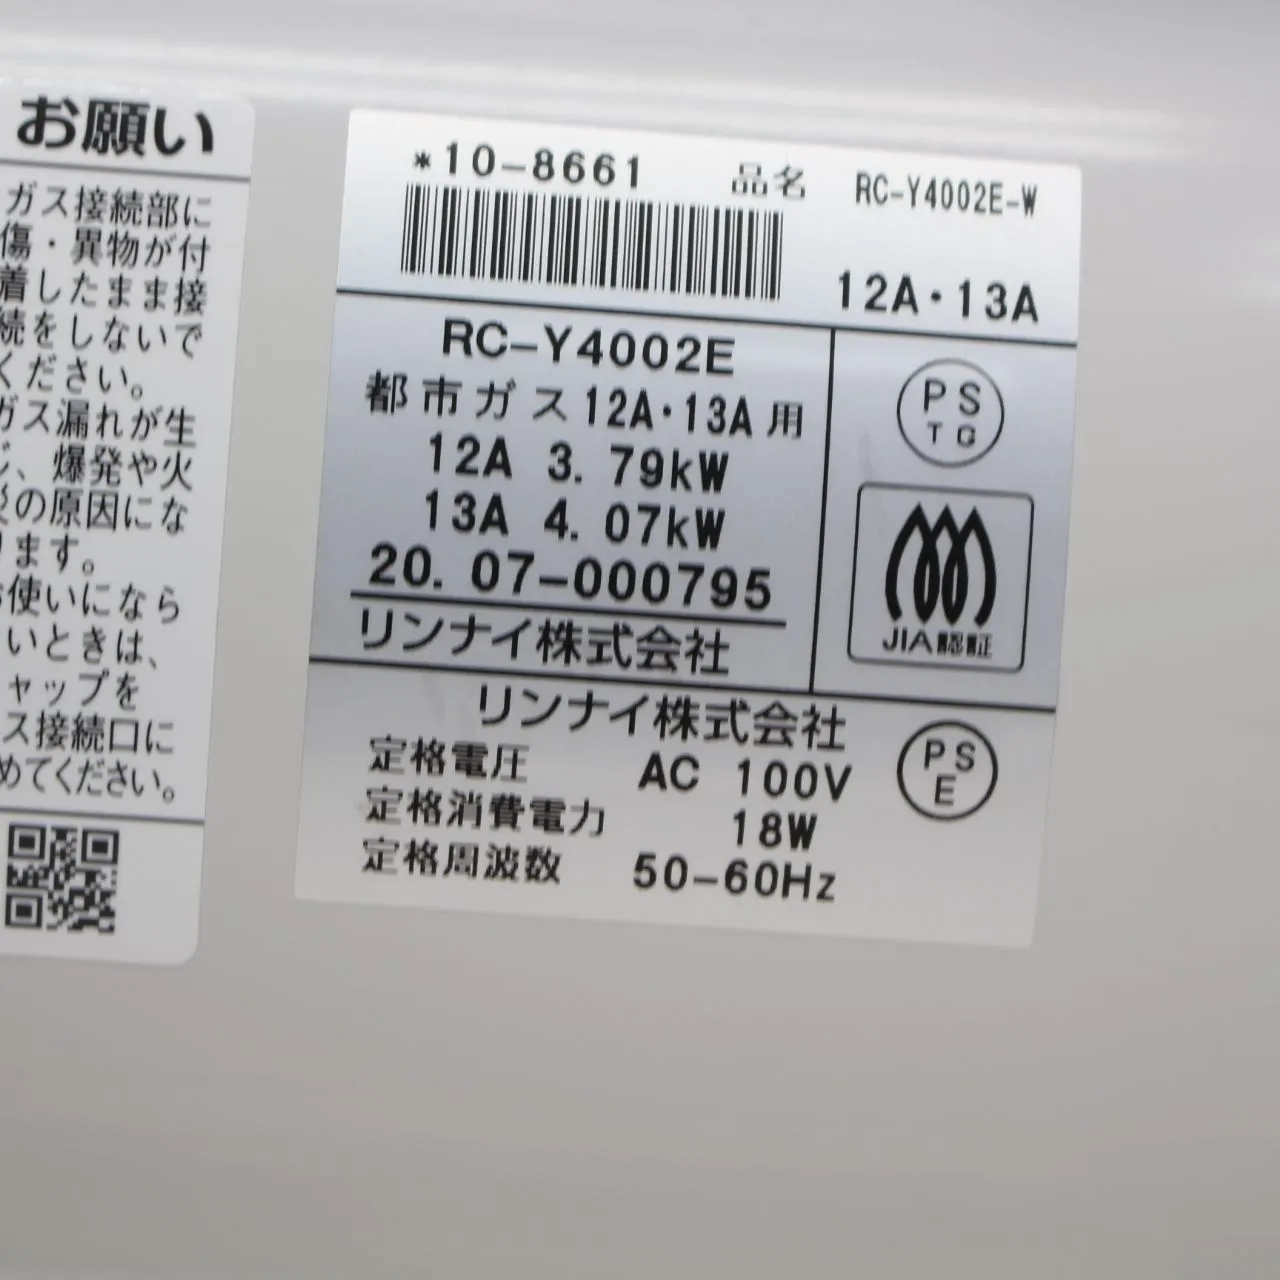 お願い
ガス接続部に
傷・異物が付
着したまま接
続をしないで
ください。
ガス漏れが生
じ、爆発や火
災の原因にな
ります。
お使いになら
ないときは、
キャップを
ガス接続口に
はめてください。
*10-8661 品名 RC-Y4002E-W
12A・13A
RC-Y4002E
都市ガス12A・13A用
12A 3.79kW
13A 4.07kW
20.07-000795
リンナイ株式会社
PS
TG
JIA認証
リンナイ株式会社
定格電圧 AC 100V
定格消費電力 18W
定格周波数 50-60Hz
PS
E